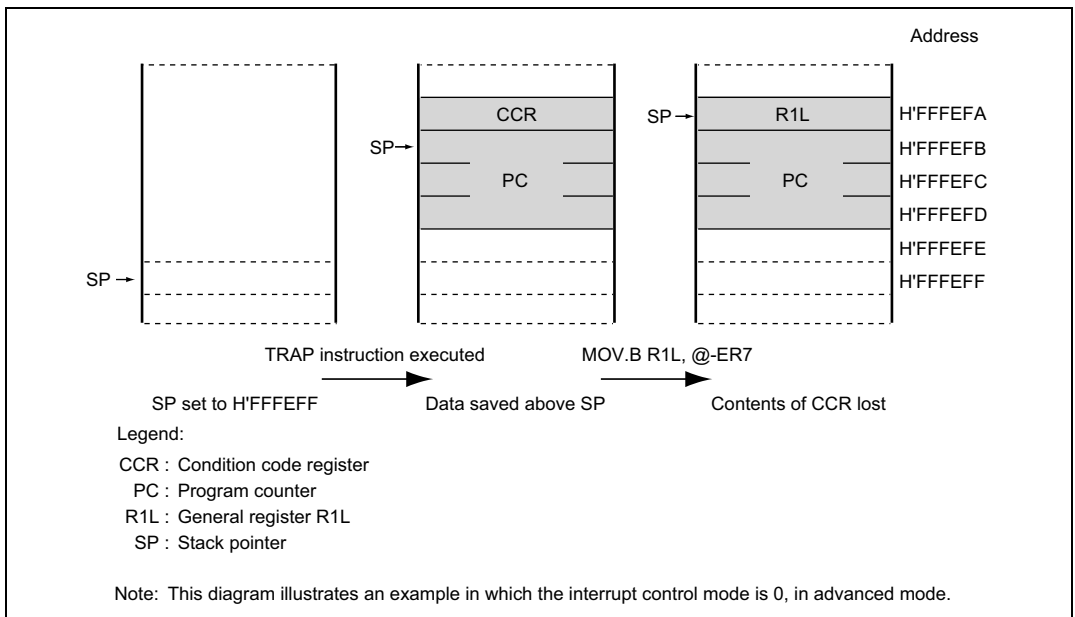 Address
CCR
SP
R1L
H'FFFEFA
SP
H'FFFEFB
PC
PC
H'FFFEFC
H'FFFEFD
H'FFFEFE
SP
H'FFFEFF
TRAP instruction executed
MOV.B R1L, @-ER7
SP set to H'FFFEFF
Data saved above SP
Contents of CCR lost
Legend:
CCR : Condition code register
PC : Program counter
R1L : General register R1L
SP : Stack pointer
Note: This diagram illustrates an example in which the interrupt control mode is 0, in advanced mode.